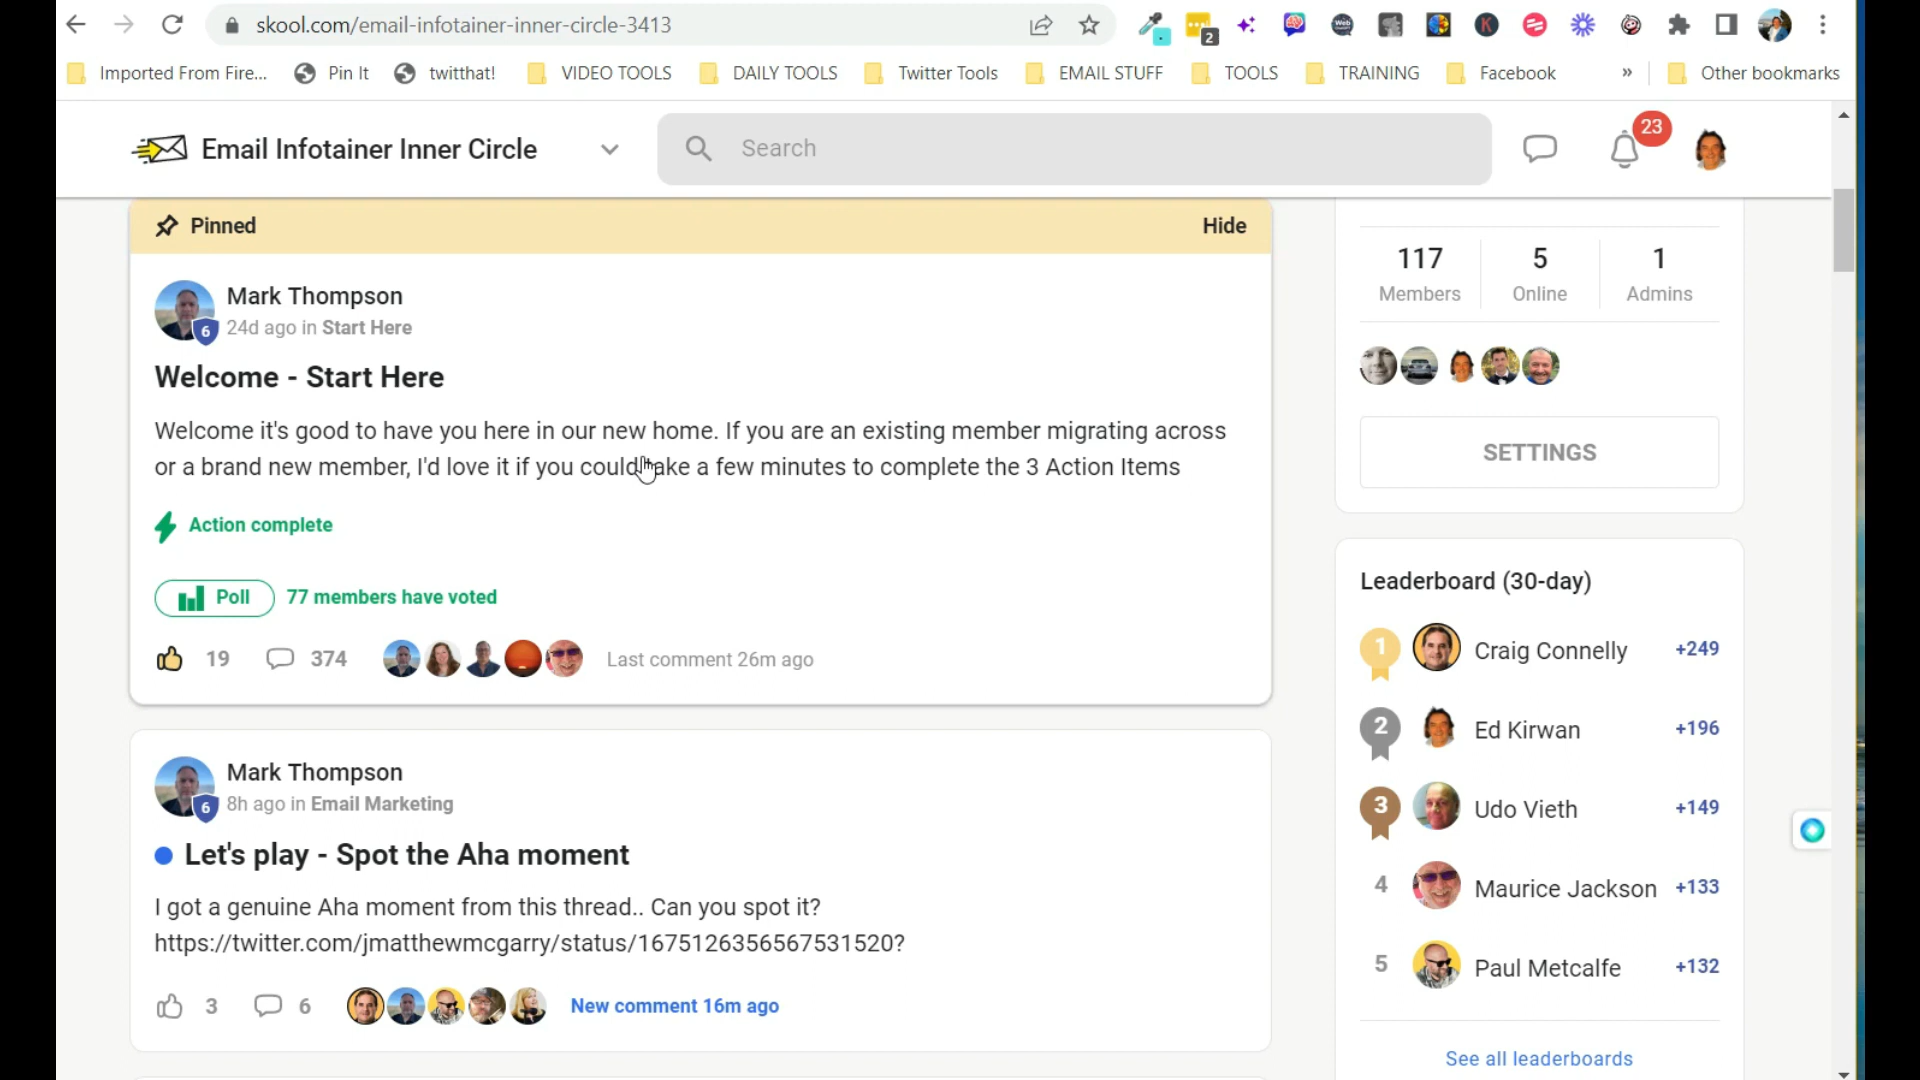 skool.com/email-infotainer-inner-circle-3413
2
Imported From Fire...
Pin It
twitthat!
VIDEO TOOLS
DAILY TOOLS
Twitter Tools
EMAIL STUFF
TOOLS
TRAINING
Facebook
»
Other bookmarks
Email Infotainer Inner Circle
Search
23
Pinned
Hide
Mark Thompson
6
24d ago in Start Here
Welcome - Start Here
Welcome it's good to have you here in our new home. If you are an existing member migrating across
or a brand new member, I'd love it if you could take a few minutes to complete the 3 Action Items
Action complete
Poll
77 members have voted
19
374
Last comment 26m ago
Mark Thompson
6
8h ago in Email Marketing
Let's play - Spot the Aha moment
I got a genuine Aha moment from this thread.. Can you spot it?
https://twitter.com/jmatthewmcgarry/status/1675126356567531520?
3
6
New comment 16m ago
117
Members
5
Online
1
Admins
SETTINGS
Leaderboard (30-day)
1
Craig Connelly
+249
2
Ed Kirwan
+196
3
Udo Vieth
+149
4
Maurice Jackson
+133
5
Paul Metcalfe
+132
See all leaderboards